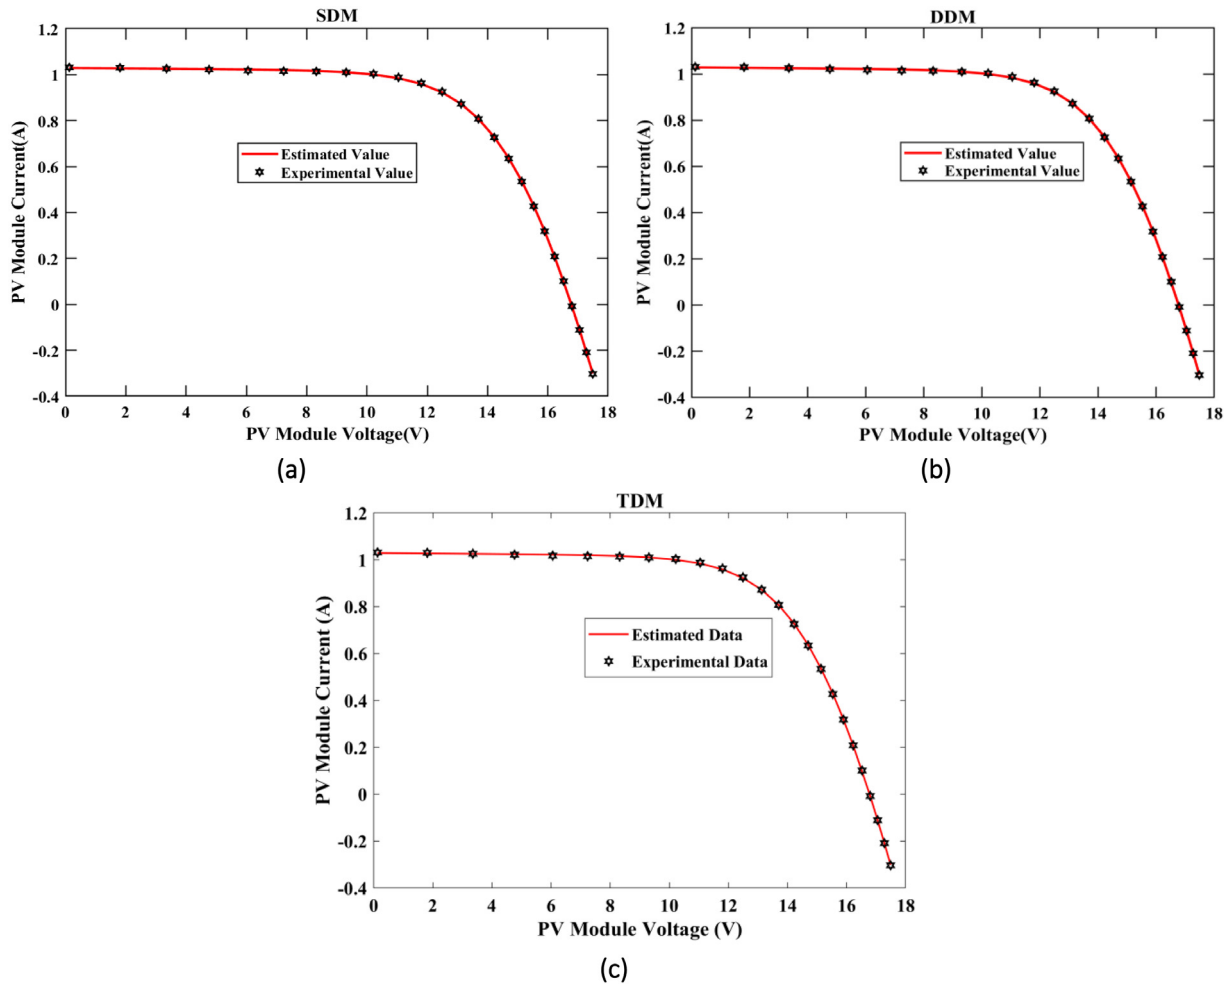 SDM
1.2
1
0.8
0.6
0.4
0.2
0
-0.2
-0.4
PV Module Current(A)
Estimated Value
Experimental Value
0 2 4 6 8 10 12 14 16 18
PV Module Voltage(V)
(a)
DDM
1.2
1
0.8
0.6
0.4
0.2
0
-0.2
-0.4
PV Module Current(A)
Estimated Value
Experimental Value
0 2 4 6 8 10 12 14 16 18
PV Module Voltage(V)
(b)
TDM
1.2
1
0.8
0.6
0.4
0.2
0
-0.2
-0.4
PV Module Current (A)
Estimated Data
Experimental Data
0 2 4 6 8 10 12 14 16 18
PV Module Voltage (V)
(c)